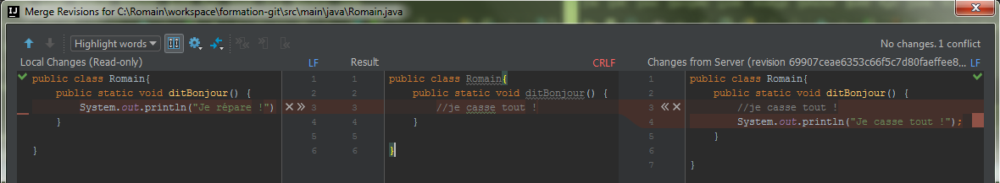 Merge Revisions for C:\Romain\workspace\formation-git\src\main\java\Romain.java
Highlight words
No changes. 1 conflict
Local Changes (Read-only)
LF
Result
CRLF
Changes from Server (revision 69907ceae6353c66f5c7d80faeffee8...
LF
public class Romain{
public static void ditBonjour() {
System.out.println("Je répare !")
}
}
1
2
3
4
5
6
1
2
3
4
5
6
public class Romain{
public static void ditBonjour() {
//je casse tout !
}
}
1
2
3
4
5
6
7
public class Romain{
public static void ditBonjour() {
//je casse tout !
System.out.println("Je casse tout !");
}
}